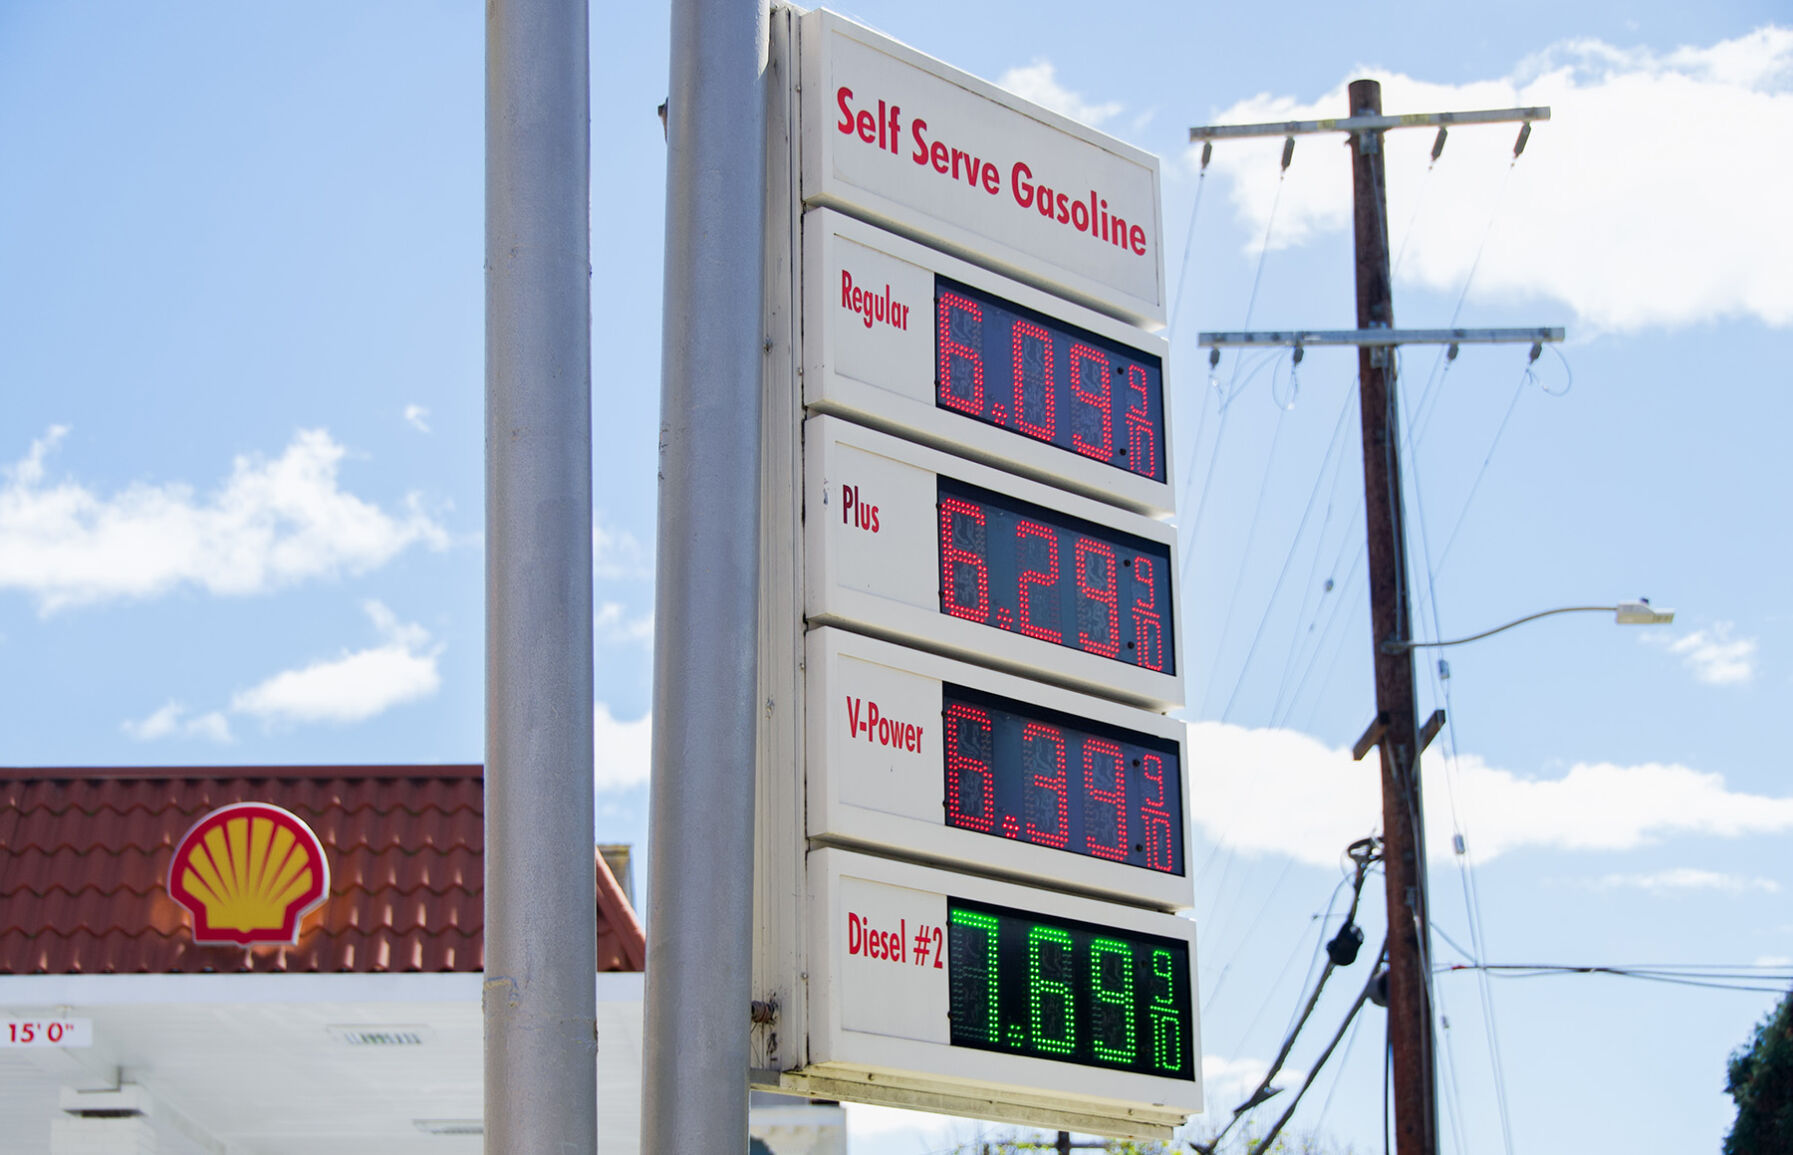 Self Serve Gasoline
Regular 6.09 9/10
Plus 6.29 9/10
V-Power 6.39 9/10
Diesel #2 7.69 9/10
15' 0"